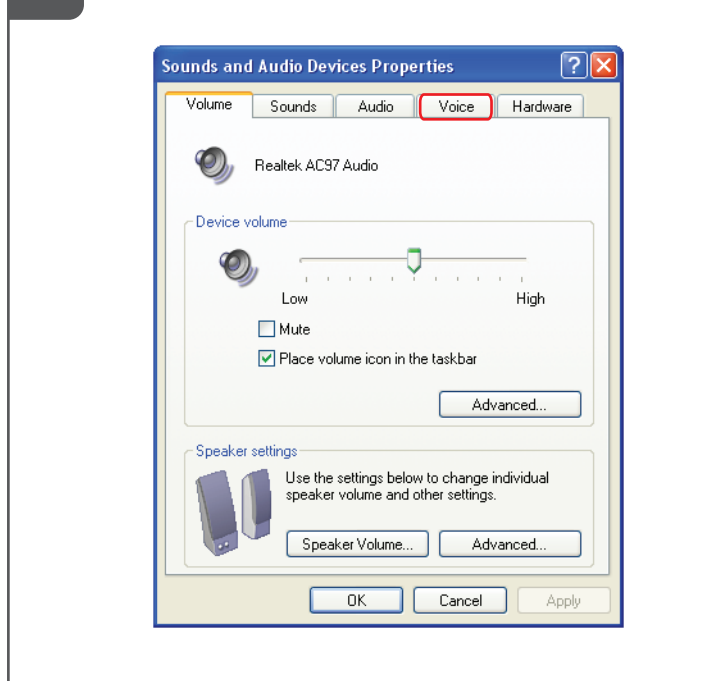 Sounds and Audio Devices Properties
Volume Sounds Audio Voice Hardware
Realtek AC97 Audio
Device volume
Low High
Mute
Place volume icon in the taskbar
Advanced...
Speaker settings
Use the settings below to change individual
speaker volume and other settings.
Speaker Volume... Advanced...
OK Cancel Apply